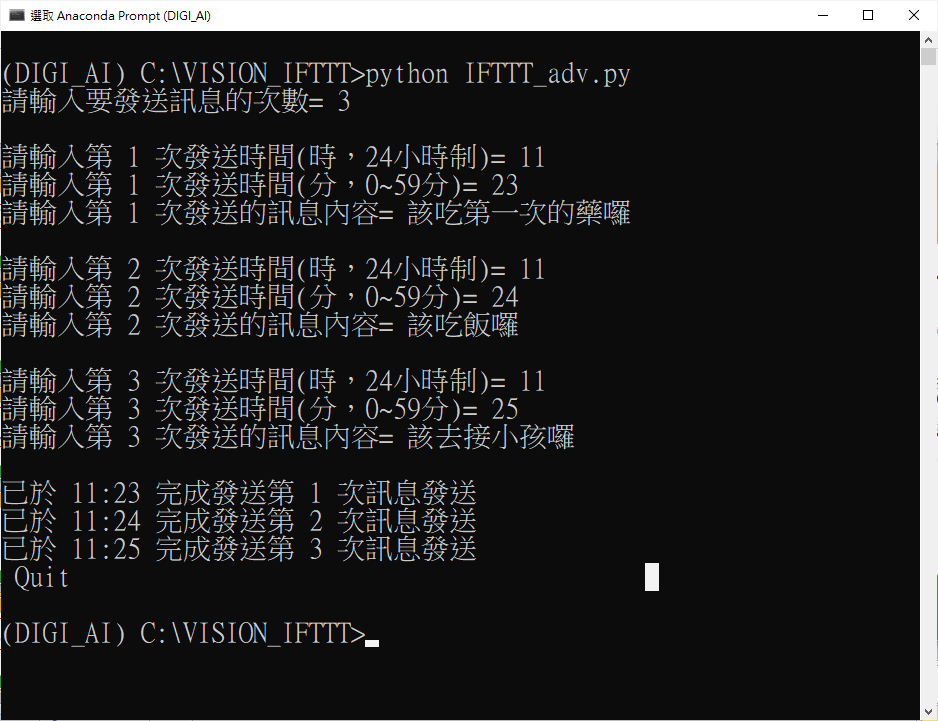 選取 Anaconda Prompt (DIGI_AI)
(DIGI_AI) C:\VISION_IFTTT>python IFTTT_adv.py
請輸入要發送訊息的次數= 3
請輸入第 1 次發送時間(時，24小時制)= 11
請輸入第 1 次發送時間(分，0~59分)= 23
請輸入第 1 次發送的訊息內容= 該吃第一次的藥囉
請輸入第 2 次發送時間(時，24小時制)= 11
請輸入第 2 次發送時間(分，0~59分)= 24
請輸入第 2 次發送的訊息內容= 該吃飯囉
請輸入第 3 次發送時間(時，24小時制)= 11
請輸入第 3 次發送時間(分，0~59分)= 25
請輸入第 3 次發送的訊息內容= 該去接小孩囉
已於 11:23 完成發送第 1 次訊息發送
已於 11:24 完成發送第 2 次訊息發送
已於 11:25 完成發送第 3 次訊息發送
Quit
(DIGI_AI) C:\VISION_IFTTT>